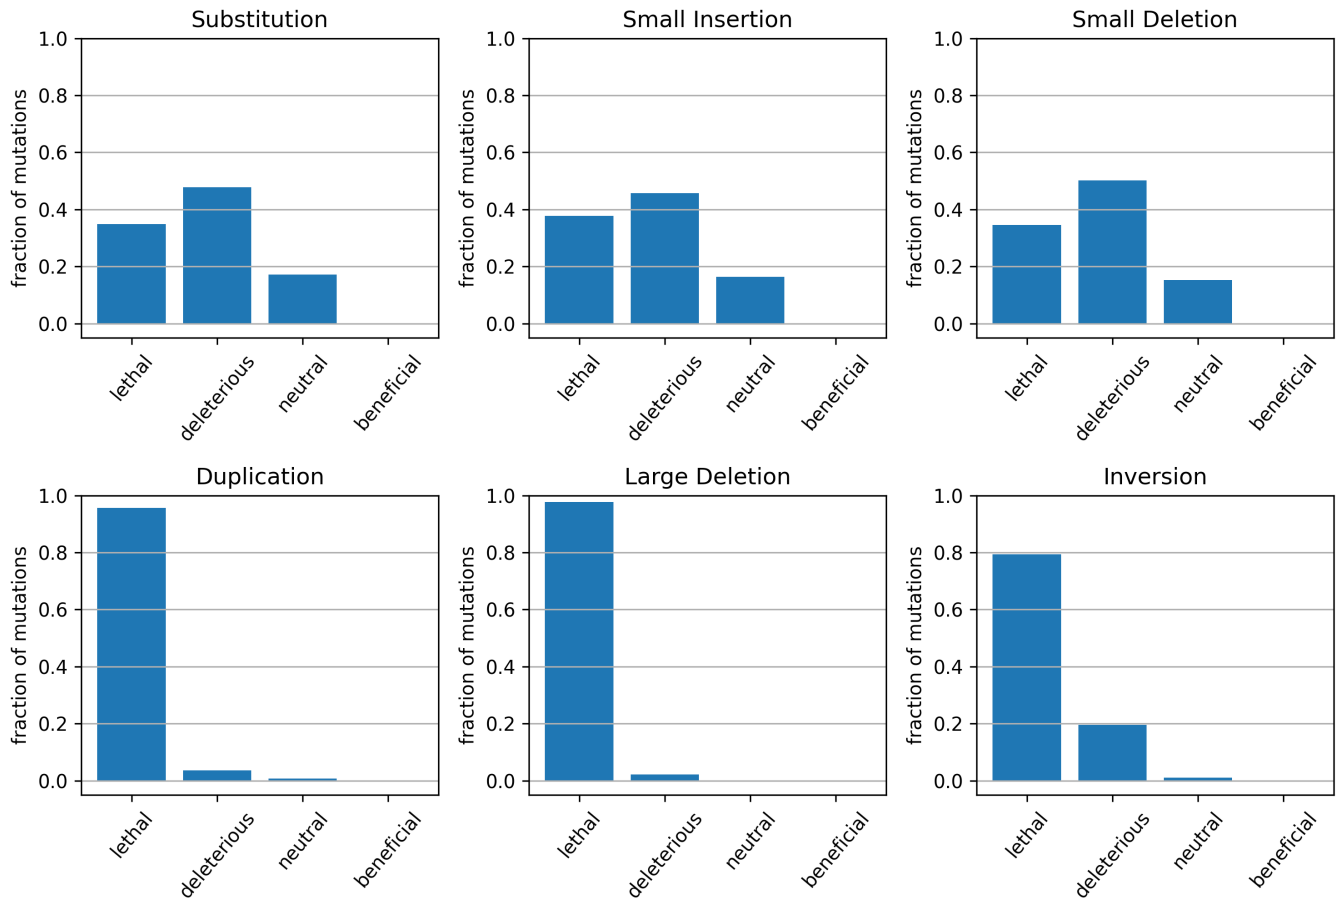 Substitution
Small Insertion
Small Deletion
fraction of mutations
1.0
0.8
0.6
0.4
0.2
0.0
lethal
deleterious
neutral
beneficial
fraction of mutations
1.0
0.8
0.6
0.4
0.2
0.0
lethal
deleterious
neutral
beneficial
fraction of mutations
1.0
0.8
0.6
0.4
0.2
0.0
lethal
deleterious
neutral
beneficial
Duplication
Large Deletion
Inversion
fraction of mutations
1.0
0.8
0.6
0.4
0.2
0.0
lethal
deleterious
neutral
beneficial
fraction of mutations
1.0
0.8
0.6
0.4
0.2
0.0
lethal
deleterious
neutral
beneficial
fraction of mutations
1.0
0.8
0.6
0.4
0.2
0.0
lethal
deleterious
neutral
beneficial